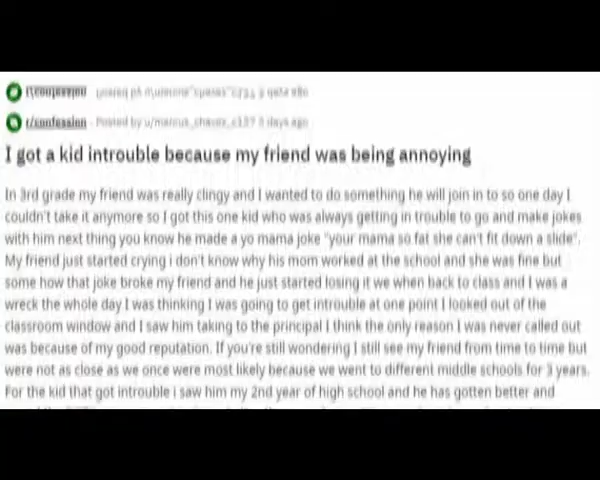 r/confession · Posted by u/marcus_chavez_c137 3 days ago
I got a kid introuble because my friend was being annoying
In 3rd grade my friend was really clingy and I wanted to do something he will join in to so one day I
couldn't take it anymore so I got this one kid who was always getting in trouble to go and make jokes
with him next thing you know he made a yo mama joke "your mama so fat she can't fit down a slide".
My friend just started crying i don't know why his mom worked at the school and she was fine but
some how that joke broke my friend and he just started losing it we when back to class and I was a
wreck the whole day I was thinking I was going to get introuble at one point I looked out of the
classroom window and I saw him taking to the principal I think the only reason I was never called out
was because of my good reputation. If you're still wondering I still see my friend from time to time but
were not as close as we once were most likely because we went to different middle schools for 3 years.
For the kid that got introuble i saw him my 2nd year of high school and he has gotten better and